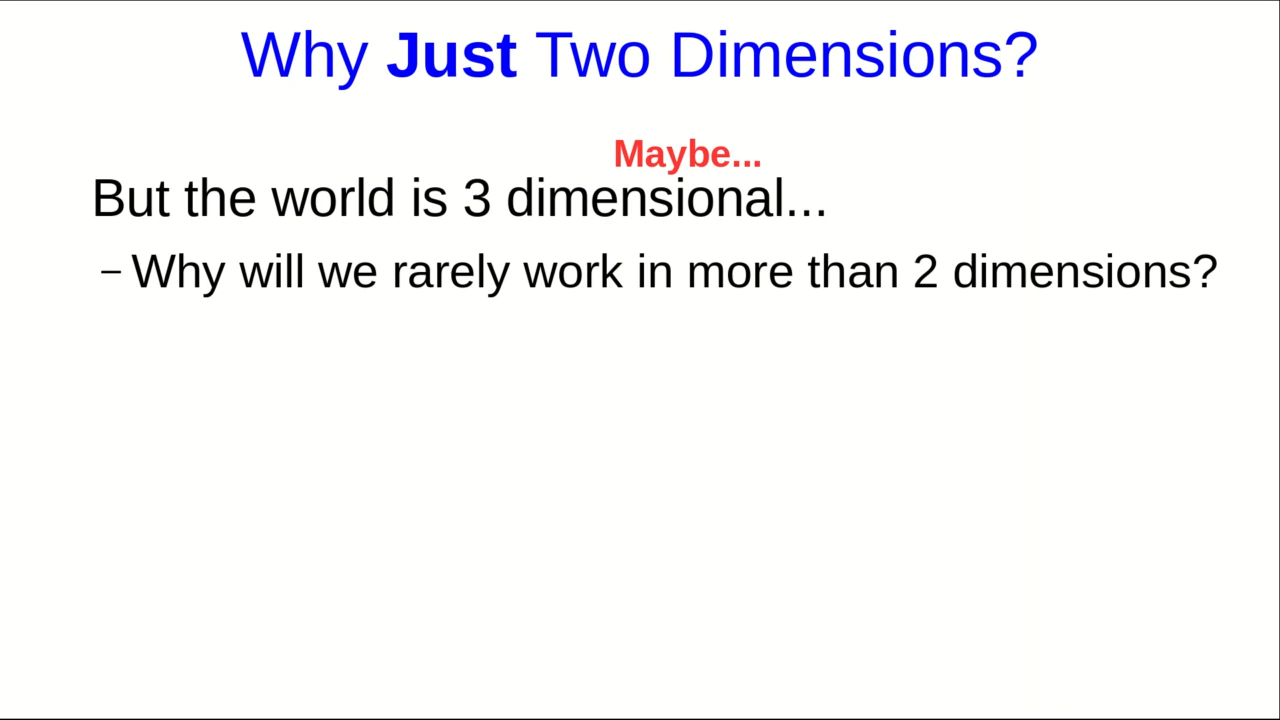 Why Just Two Dimensions?
Maybe...
But the world is 3 dimensional...
– Why will we rarely work in more than 2 dimensions?